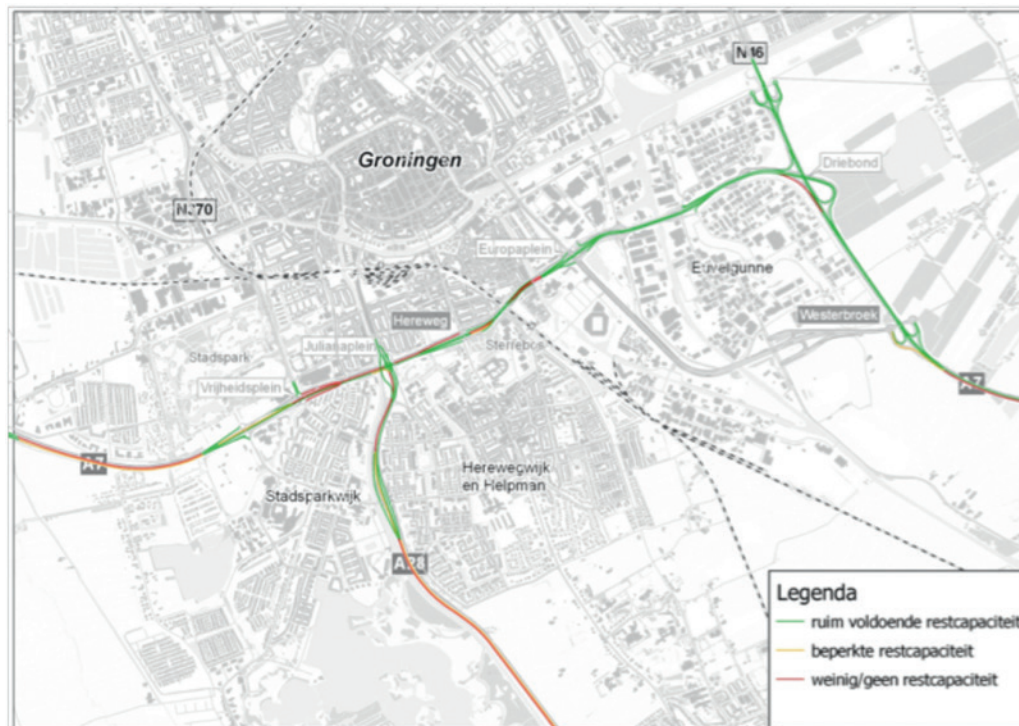 N46
Groningen
Driebond
N370
Europaplein
Euvelgunne
Hereweg
Westerbroek
Julianaplein
Sterrebos
Stadspark
Vrijheidsplein
A7
A7
Herewegwijk
en Helpman
Stadsparkwijk
A28
Legenda
ruim voldoende restcapaciteit
beperkte restcapaciteit
weinig/geen restcapaciteit